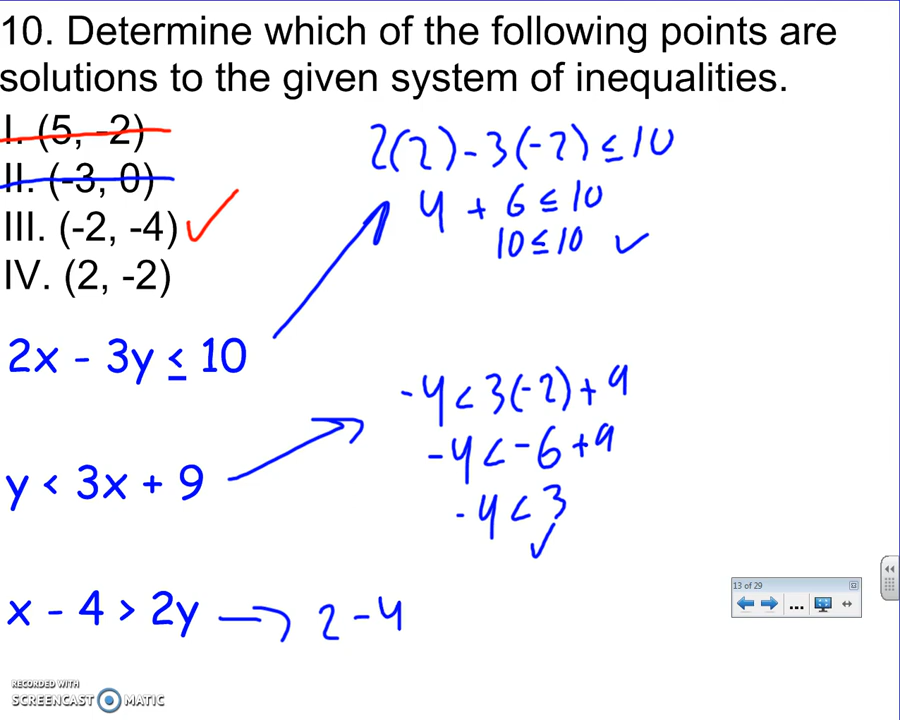 10. Determine which of the following points are
solutions to the given system of inequalities.
I. (5, -2)
II. (-3, 0)
III. (-2, -4)
IV. (2, -2)
2(2) - 3(-2) ≤ 10
4 + 6 ≤ 10
10 ≤ 10 ✓
2x - 3y ≤ 10
-4 < 3(-2) + 9
-4 < -6 + 9
-4 < 3
y < 3x + 9
x - 4 > 2y → 2 - 4
13 of 29
...
RECORDED WITH
SCREENCAST MATIC